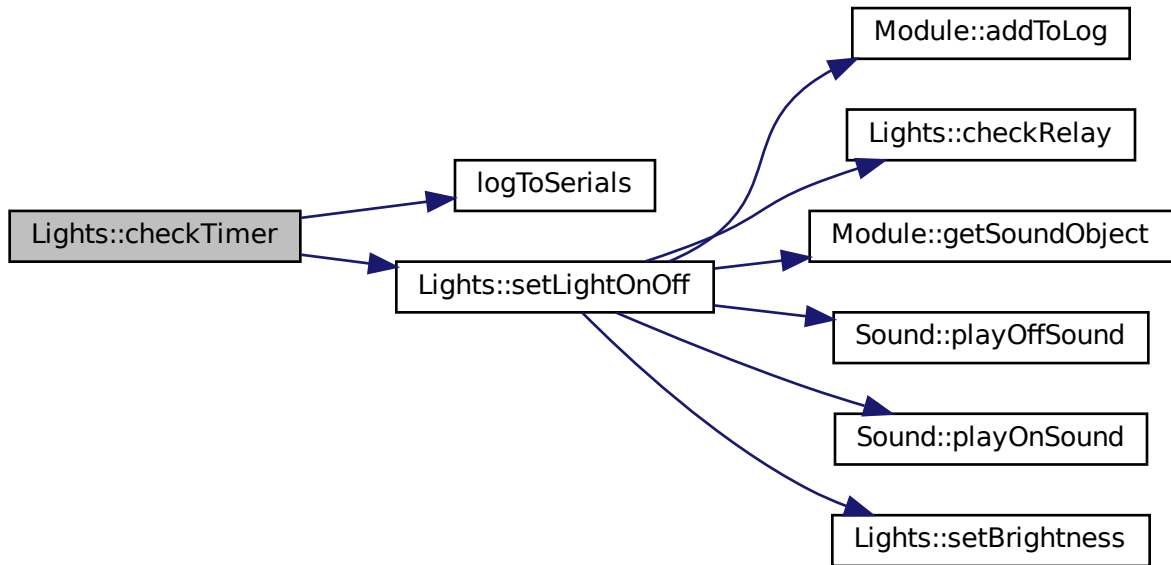 Lights::checkTimer
logToSerials
Lights::setLightOnOff
Module::addToLog
Lights::checkRelay
Module::getSoundObject
Sound::playOffSound
Sound::playOnSound
Lights::setBrightness